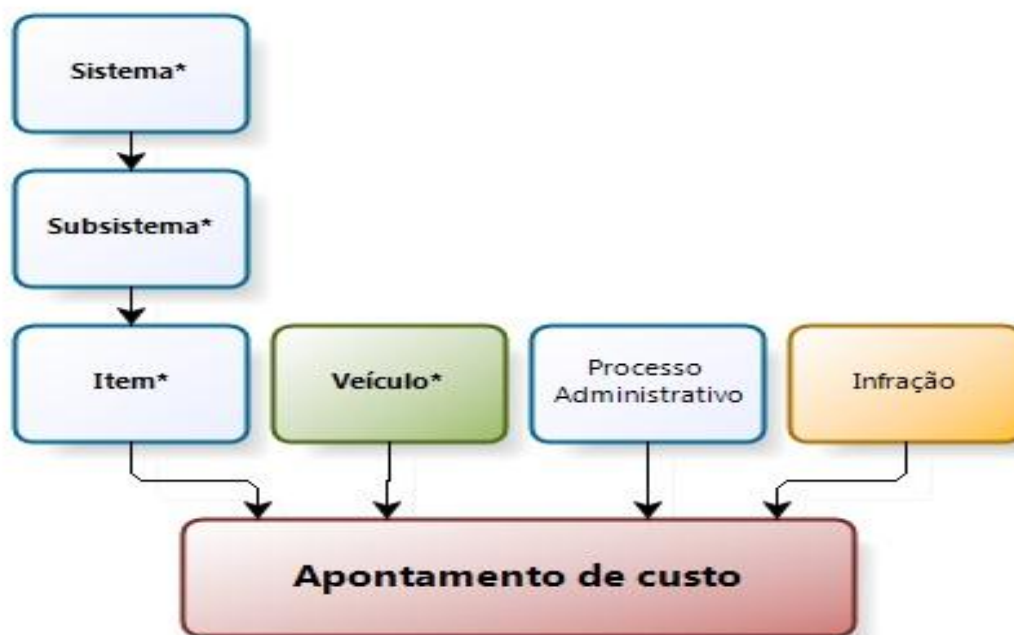 Sistema*
Subsistema*
Item*
Veículo*
Processo
Administrativo
Infração
Apontamento de custo